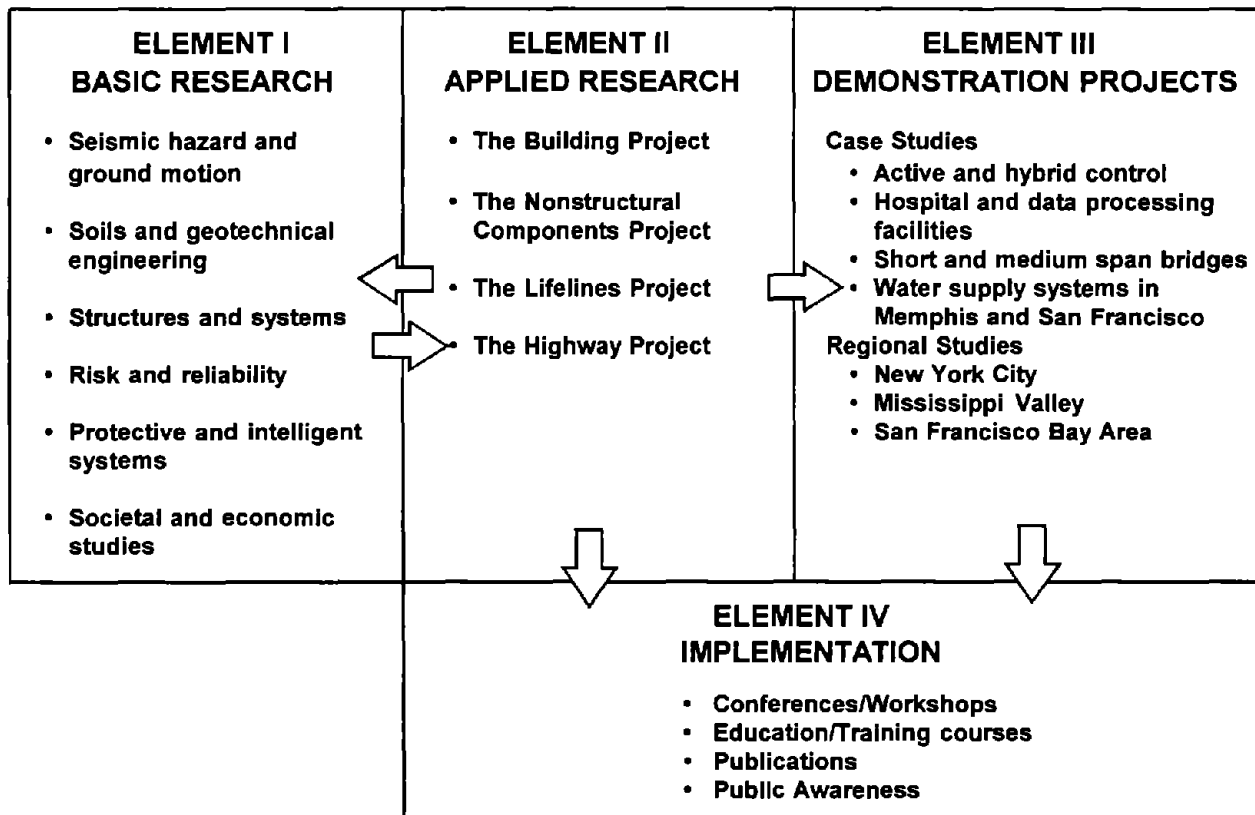 ELEMENT I
BASIC RESEARCH
• Seismic hazard and
ground motion
• Soils and geotechnical
engineering
• Structures and systems
• Risk and reliability
• Protective and intelligent
systems
• Societal and economic
studies
ELEMENT II
APPLIED RESEARCH
• The Building Project
• The Nonstructural
Components Project
• The Lifelines Project
• The Highway Project
ELEMENT III
DEMONSTRATION PROJECTS
Case Studies
• Active and hybrid control
• Hospital and data processing
facilities
• Short and medium span bridges
• Water supply systems in
Memphis and San Francisco
Regional Studies
• New York City
• Mississippi Valley
• San Francisco Bay Area
ELEMENT IV
IMPLEMENTATION
• Conferences/Workshops
• Education/Training courses
• Publications
• Public Awareness